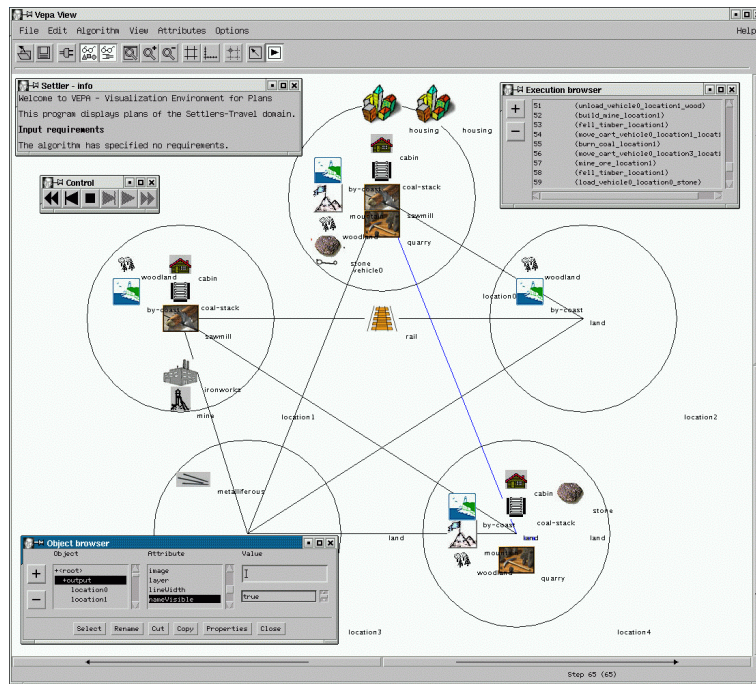 Vepa View
File Edit Algorithm View Attributes Options Help
Settler - info
Welcome to VEPA - Visualization Environment for Plans
This program displays plans of the Settlers-Travel domain.
Input requirements
The algorithm has specified no requirements.
Control
Execution browser
51 (unload_vehicle0_location1_wood)
52 (build_mine_location1)
53 (fell_timber_location1)
54 (move_cart_vehicle0_location1_locati
55 (burn_coal_location1)
56 (move_cart_vehicle0_location3_locati
57 (mine_ore_location1)
58 (fell_timber_location1)
59 (load_vehicle0_location0_stone)
housing housing
cabin
by-coast coal-stack
mountain sawmill
woodland quarry
stone
vehicle0
location0
woodland cabin
by-coast coal-stack
sawmill
ironworks
mine
location1
rail
woodland
by-coast
land
location2
metalliferous
land
location3
cabin
stone
by-coast coal-stack
land land
mountain
woodland quarry
location4
Object browser
Object Attribute Value
+<root> image
+output layer
location0 lineWidth
location1 nameVisible true
Select Rename Cut Copy Properties Close
Step 65 (65)